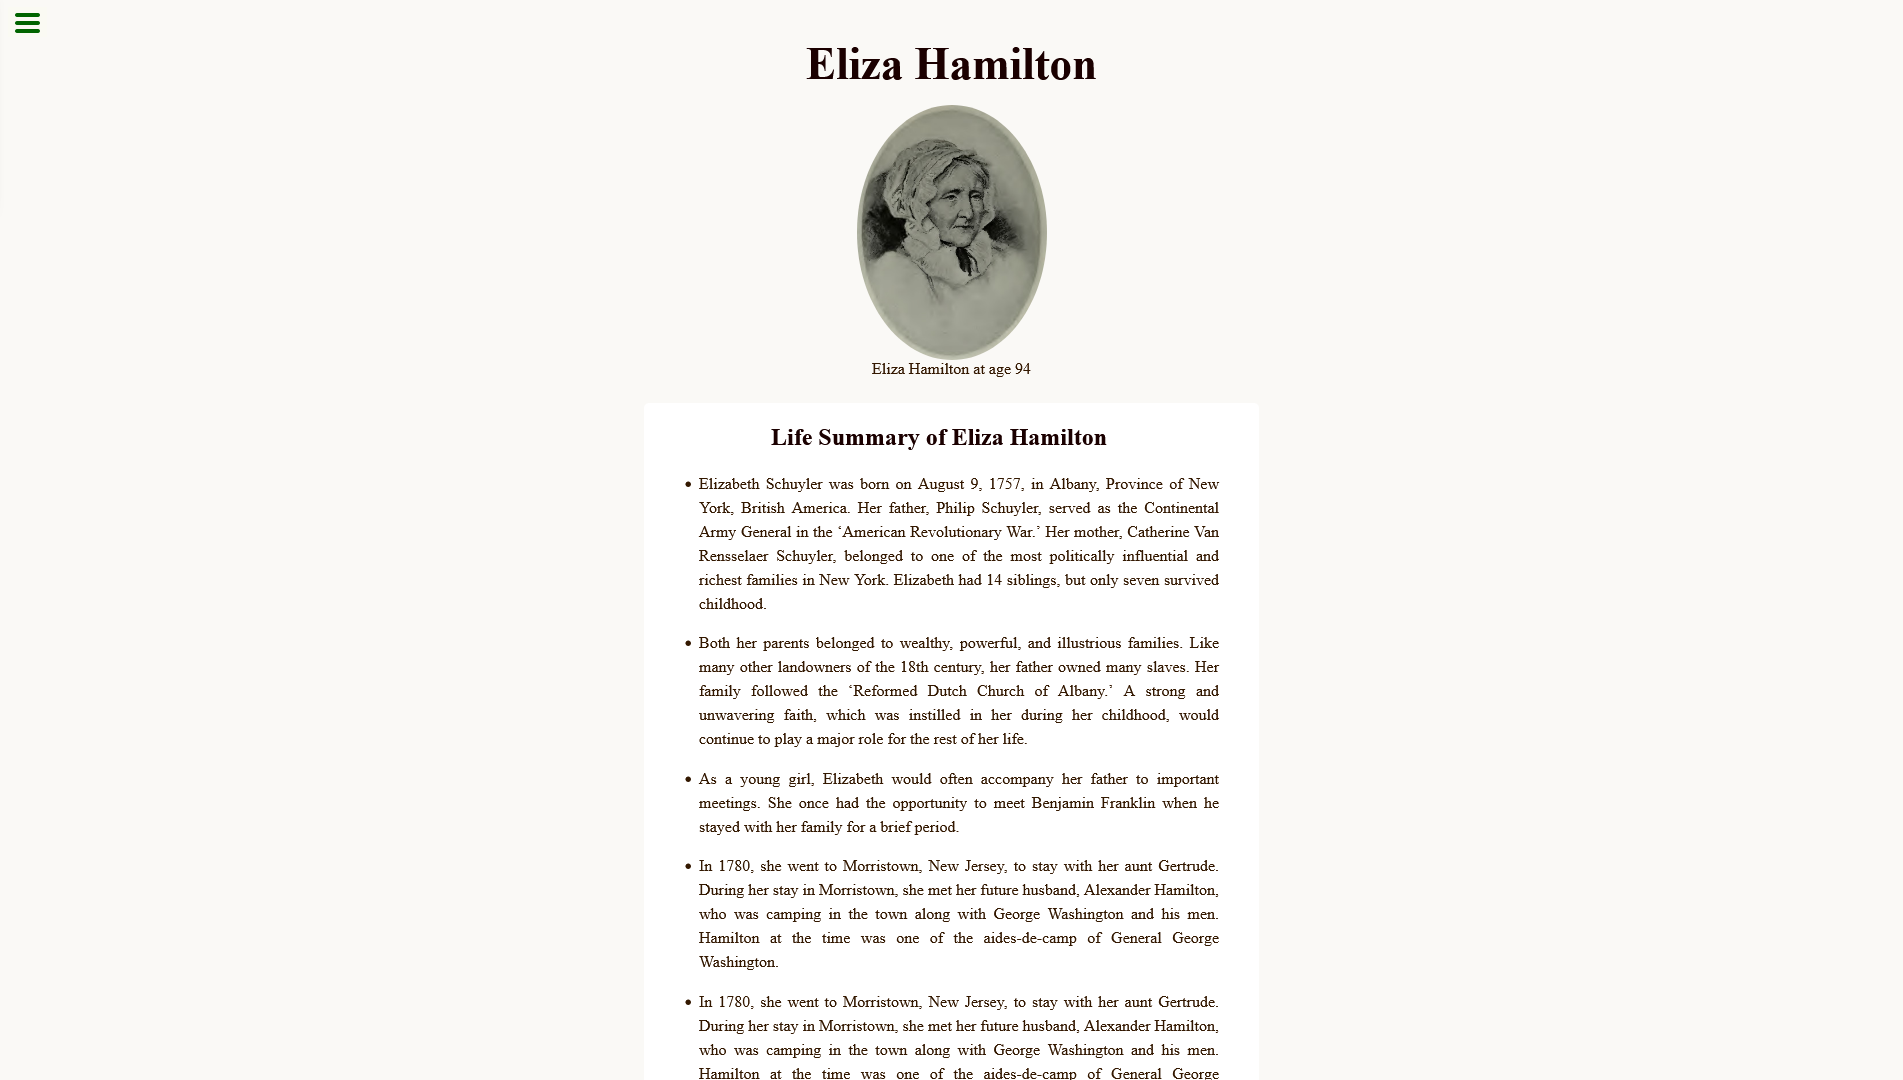 Eliza Hamilton
Eliza Hamilton at age 94
Life Summary of Eliza Hamilton
• Elizabeth Schuyler was born on August 9, 1757, in Albany, Province of New
York, British America. Her father, Philip Schuyler, served as the Continental
Army General in the ‘American Revolutionary War.’ Her mother, Catherine Van
Rensselaer Schuyler, belonged to one of the most politically influential and
richest families in New York. Elizabeth had 14 siblings, but only seven survived
childhood.
• Both her parents belonged to wealthy, powerful, and illustrious families. Like
many other landowners of the 18th century, her father owned many slaves. Her
family followed the ‘Reformed Dutch Church of Albany.’ A strong and
unwavering faith, which was instilled in her during her childhood, would
continue to play a major role for the rest of her life.
• As a young girl, Elizabeth would often accompany her father to important
meetings. She once had the opportunity to meet Benjamin Franklin when he
stayed with her family for a brief period.
• In 1780, she went to Morristown, New Jersey, to stay with her aunt Gertrude.
During her stay in Morristown, she met her future husband, Alexander Hamilton,
who was camping in the town along with George Washington and his men.
Hamilton at the time was one of the aides-de-camp of General George
Washington.
• In 1780, she went to Morristown, New Jersey, to stay with her aunt Gertrude.
During her stay in Morristown, she met her future husband, Alexander Hamilton,
who was camping in the town along with George Washington and his men.
Hamilton at the time was one of the aides-de-camp of General George